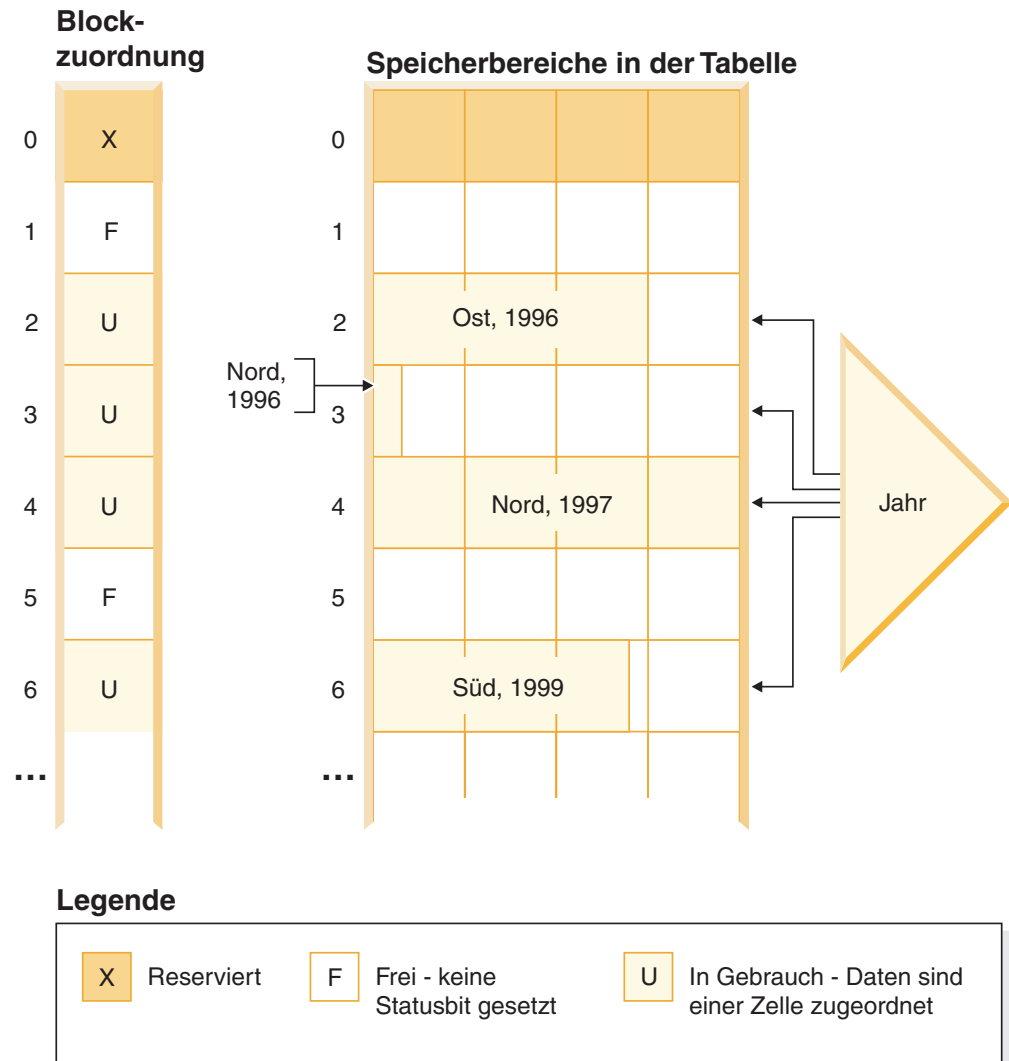 Block-
zuordnung
Speicherbereiche in der Tabelle
0
X
0
1
F
1
2
U
2
Ost, 1996
Nord,
1996
3
U
3
4
U
4
Nord, 1997
Jahr
5
F
5
6
U
6
Süd, 1999
...
...
Legende
X
Reserviert
F
Frei - keine
Statusbit gesetzt
U
In Gebrauch - Daten sind
einer Zelle zugeordnet